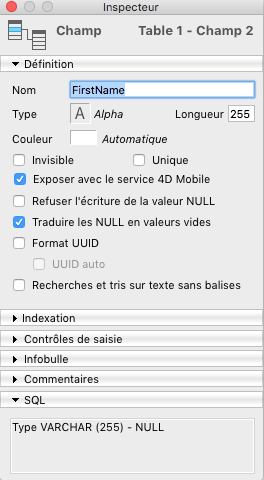 Inspecteur
Champ Table 1 - Champ 2
Définition
Nom FirstName
Type A Alpha Longueur 255
Couleur Automatique
Invisible Unique
Exposer avec le service 4D Mobile
Refuser l'écriture de la valeur NULL
Traduire les NULL en valeurs vides
Format UUID
UUID auto
Recherches et tris sur texte sans balises
Indexation
Contrôles de saisie
Infobulle
Commentaires
SQL
Type VARCHAR (255) - NULL